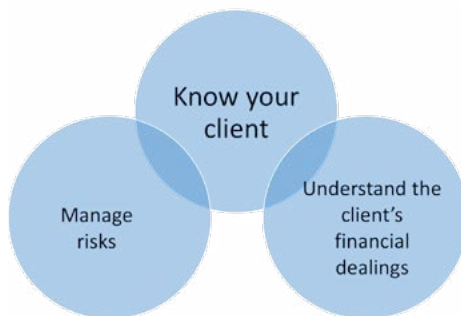 Know your
client
Manage
risks
Understand the
client's
financial
dealings